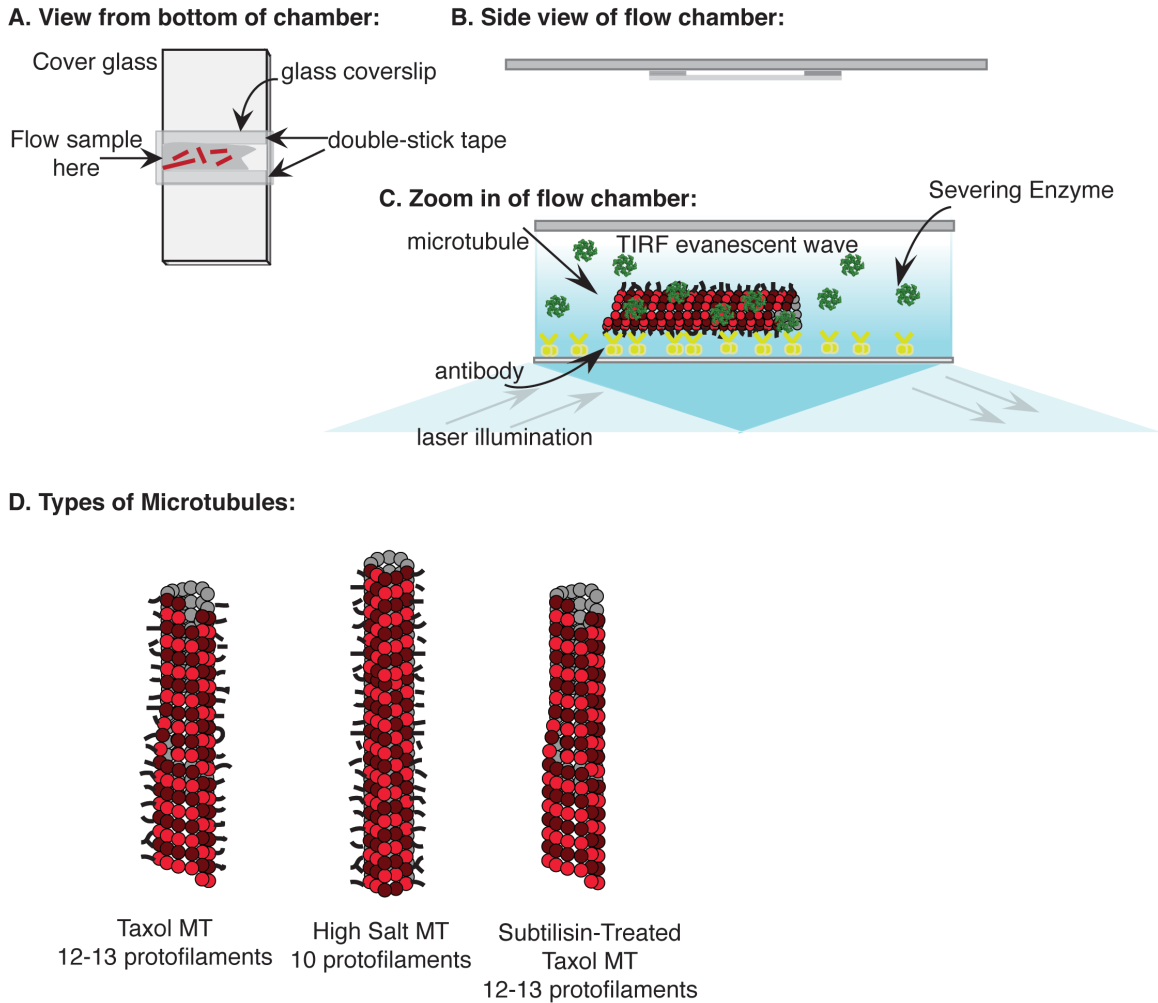 A. View from bottom of chamber:
Cover glass
glass coverslip
Flow sample
here
double-stick tape
B. Side view of flow chamber:
C. Zoom in of flow chamber:
Severing Enzyme
microtubule
TIRF evanescent wave
antibody
laser illumination
D. Types of Microtubules:
Taxol MT
12-13 protofilaments
High Salt MT
10 protofilaments
Subtilisin-Treated
Taxol MT
12-13 protofilaments